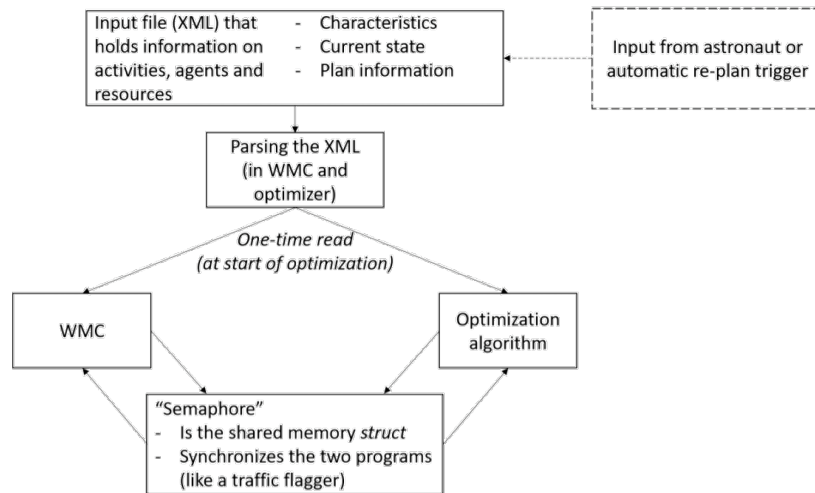 Input file (XML) that
holds information on
activities, agents and
resources
- Characteristics
- Current state
- Plan information
Input from astronaut or
automatic re-plan trigger
Parsing the XML
(in WMC and
optimizer)
One-time read
(at start of optimization)
WMC
Optimization
algorithm
“Semaphore”
- Is the shared memory struct
- Synchronizes the two programs
(like a traffic flagger)